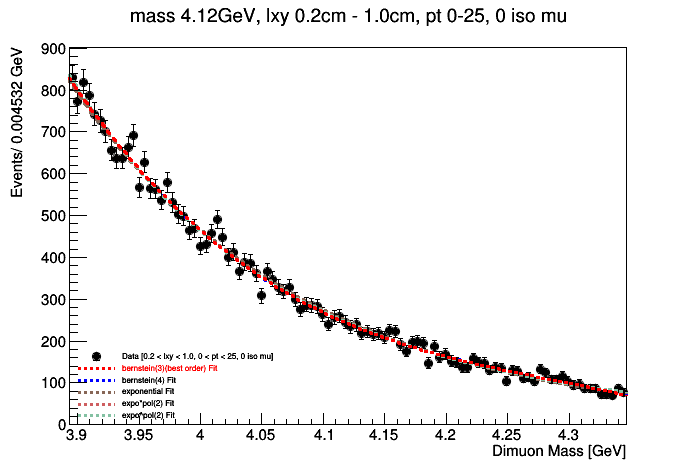 mass 4.12GeV, lxy 0.2cm - 1.0cm, pt 0-25, 0 iso mu
Events/ 0.004532 GeV
900
800
700
600
500
400
300
200
100
0
Data [0.2 < lxy < 1.0, 0 < pt < 25, 0 iso mu]
bernstein(3)(best order) Fit
bernstein(4) Fit
exponential Fit
expo*pol(2) Fit
expo*pol(2) Fit
3.9 3.95 4 4.05 4.1 4.15 4.2 4.25 4.3
Dimuon Mass [GeV]